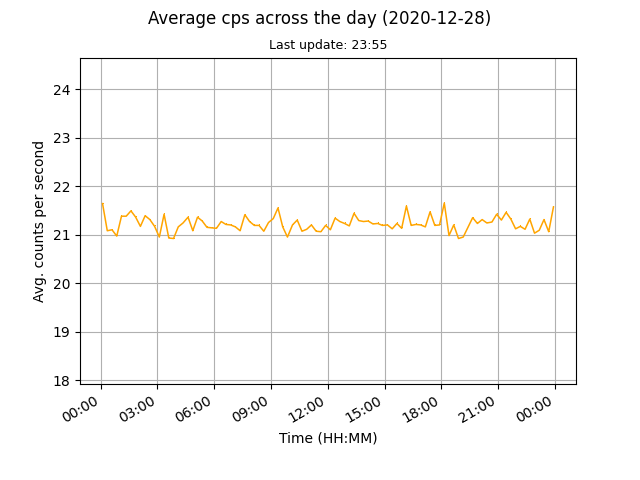 Average cps across the day (2020-12-28)
Last update: 23:55
Avg. counts per second
24
23
22
21
20
19
18
00:00 03:00 06:00 09:00 12:00 15:00 18:00 21:00 00:00
Time (HH:MM)